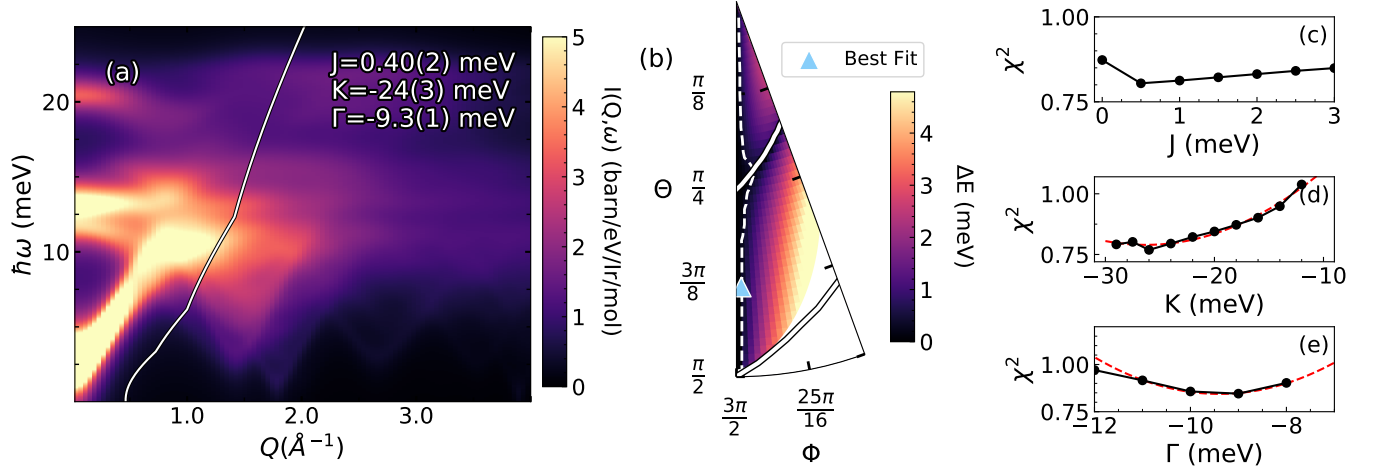 (a)
J=0.40(2) meV
K=-24(3) meV
Γ=-9.3(1) meV
20
10
ħω (meV)
1.0
2.0
3.0
Q(Å⁻¹)
5
4
3
2
1
0
I(Q,ω) (barn/eV/Ir/mol)
(b)
Best Fit
π/8
π/4
3π/8
π/2
Θ
3π/2
25π/16
Φ
4
3
2
1
0
ΔE (meV)
(c)
1.00
0.75
χ²
0
1
2
3
J (meV)
(d)
1.00
0.75
χ²
−30
−20
−10
K (meV)
(e)
1.00
0.75
χ²
−12
−10
−8
Γ (meV)